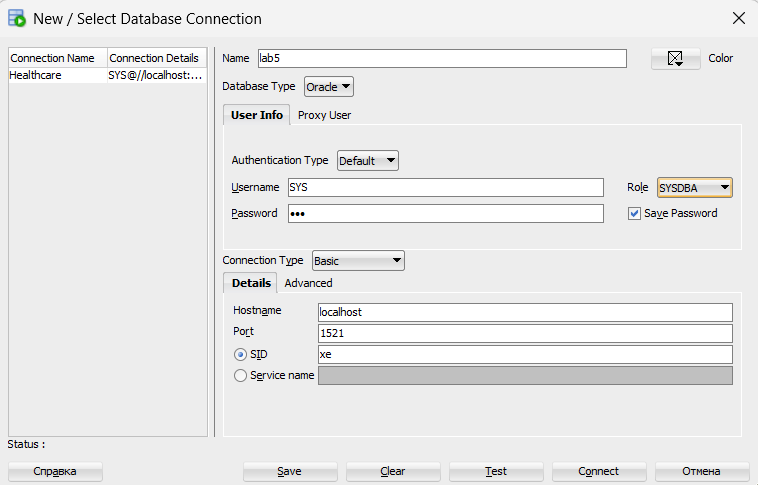 New / Select Database Connection
Connection Name Connection Details
Healthcare SYS@//localhost:...
Name lab5 Color
Database Type Oracle
User Info Proxy User
Authentication Type Default
Username SYS Role SYSDBA
Password ••• Save Password
Connection Type Basic
Details Advanced
Hostname localhost
Port 1521
SID xe
Service name
Status :
Справка Save Clear Test Connect Отмена